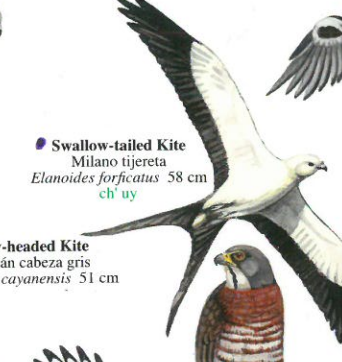 Swallow-tailed Kite
Milano tijereta
Elanoides forficatus 58 cm
ch' uy
-headed Kite
án cabeza gris
cayanensis 51 cm